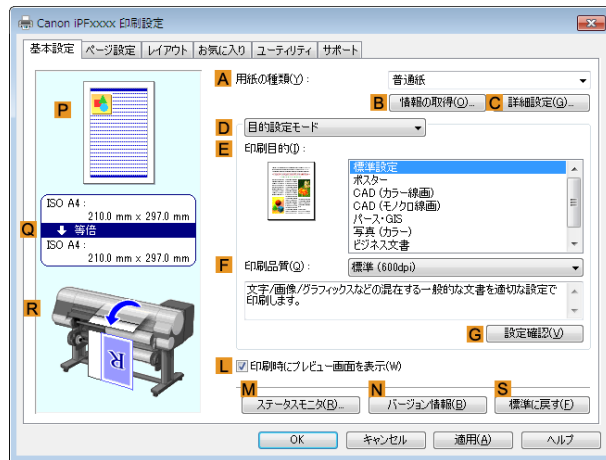 Canon iPFxxxx 印刷設定
基本設定 ページ設定 レイアウト お気に入り ユーティリティ サポート
P
A 用紙の種類(Y): 普通紙
B 情報の取得(O)... C 詳細設定(G)...
D 目的設定モード
E 印刷目的(I):
標準設定
ポスター
CAD (カラー線画)
CAD (モノクロ線画)
パース・GIS
写真 (カラー)
ビジネス文書
Q
ISO A4 :
210.0 mm × 297.0 mm
等倍
ISO A4 :
210.0 mm × 297.0 mm
F 印刷品質(Q): 標準 (600dpi)
文字/画像/グラフィックスなどの混在する一般的な文書を適切な設定で
印刷します。
R
R
G 設定確認(V)
L 印刷時にプレビュー画面を表示(W)
M ステータスモニタ(R)... N バージョン情報(B) S 標準に戻す(F)
OK キャンセル 適用(A) ヘルプ